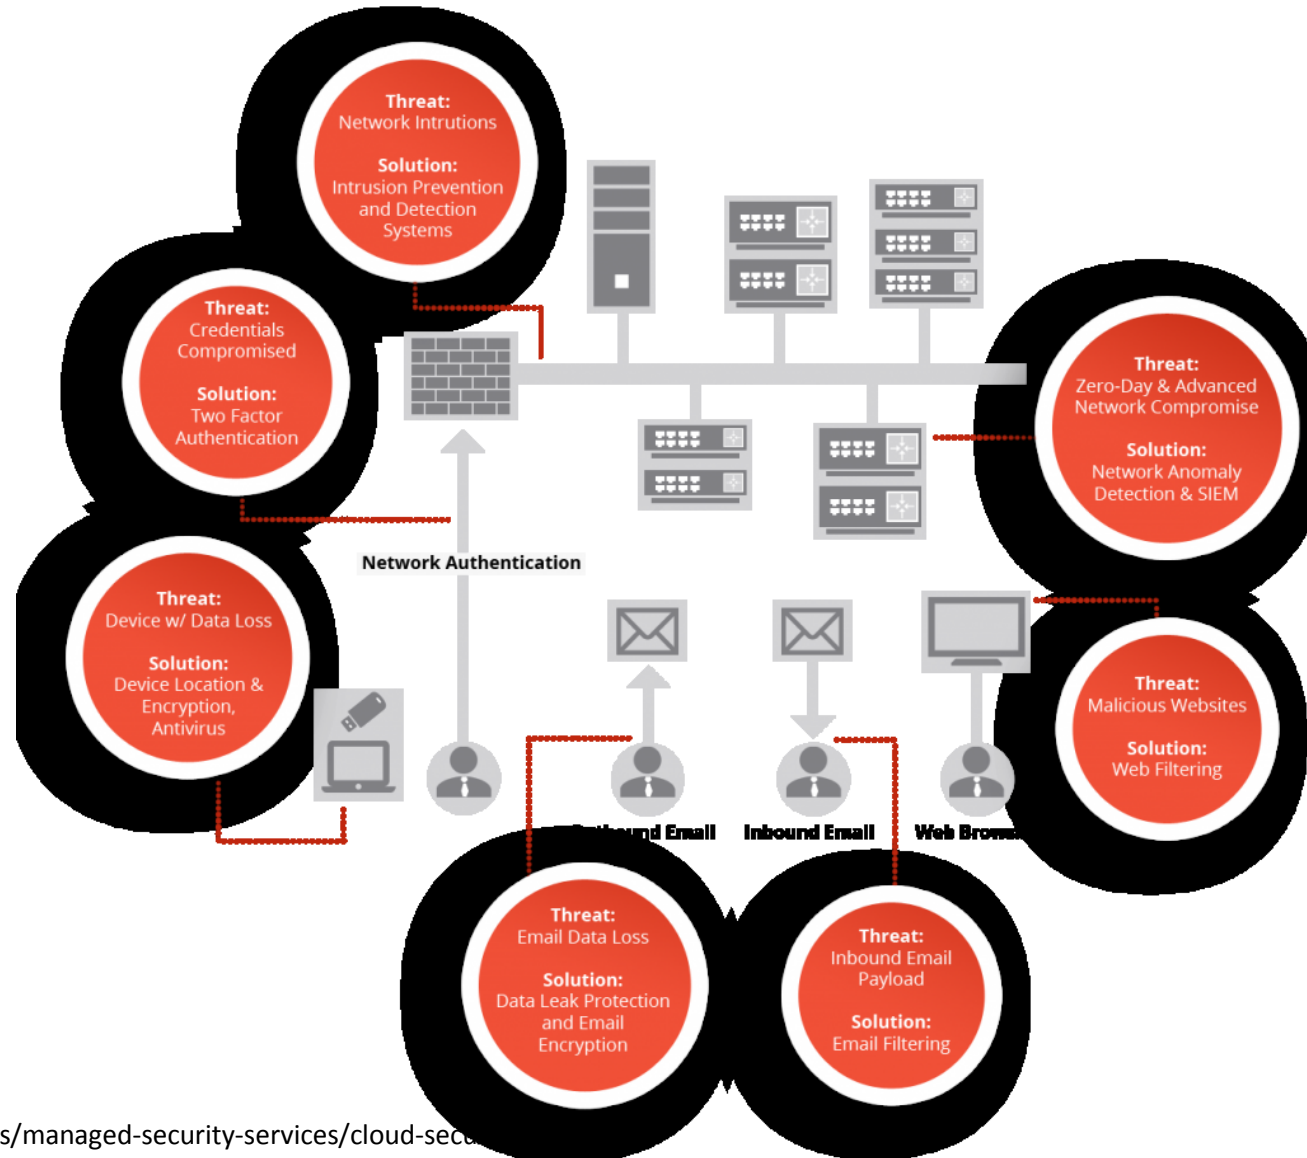 Threat:
Network Intrutions
Solution:
Intrusion Prevention
and Detection
Systems
Threat:
Credentials
Compromised
Solution:
Two Factor
Authentication
Threat:
Zero-Day & Advanced
Network Compromise
Solution:
Network Anomaly
Detection & SIEM
Network Authentication
Threat:
Device w/ Data Loss
Solution:
Device Location &
Encryption,
Antivirus
Threat:
Malicious Websites
Solution:
Web Filtering
Email
Inbound Email
Web
Threat:
Email Data Loss
Solution:
Data Leak Protection
and Email
Encryption
Threat:
Inbound Email
Payload
Solution:
Email Filtering
s/managed-security-services/cloud-sec